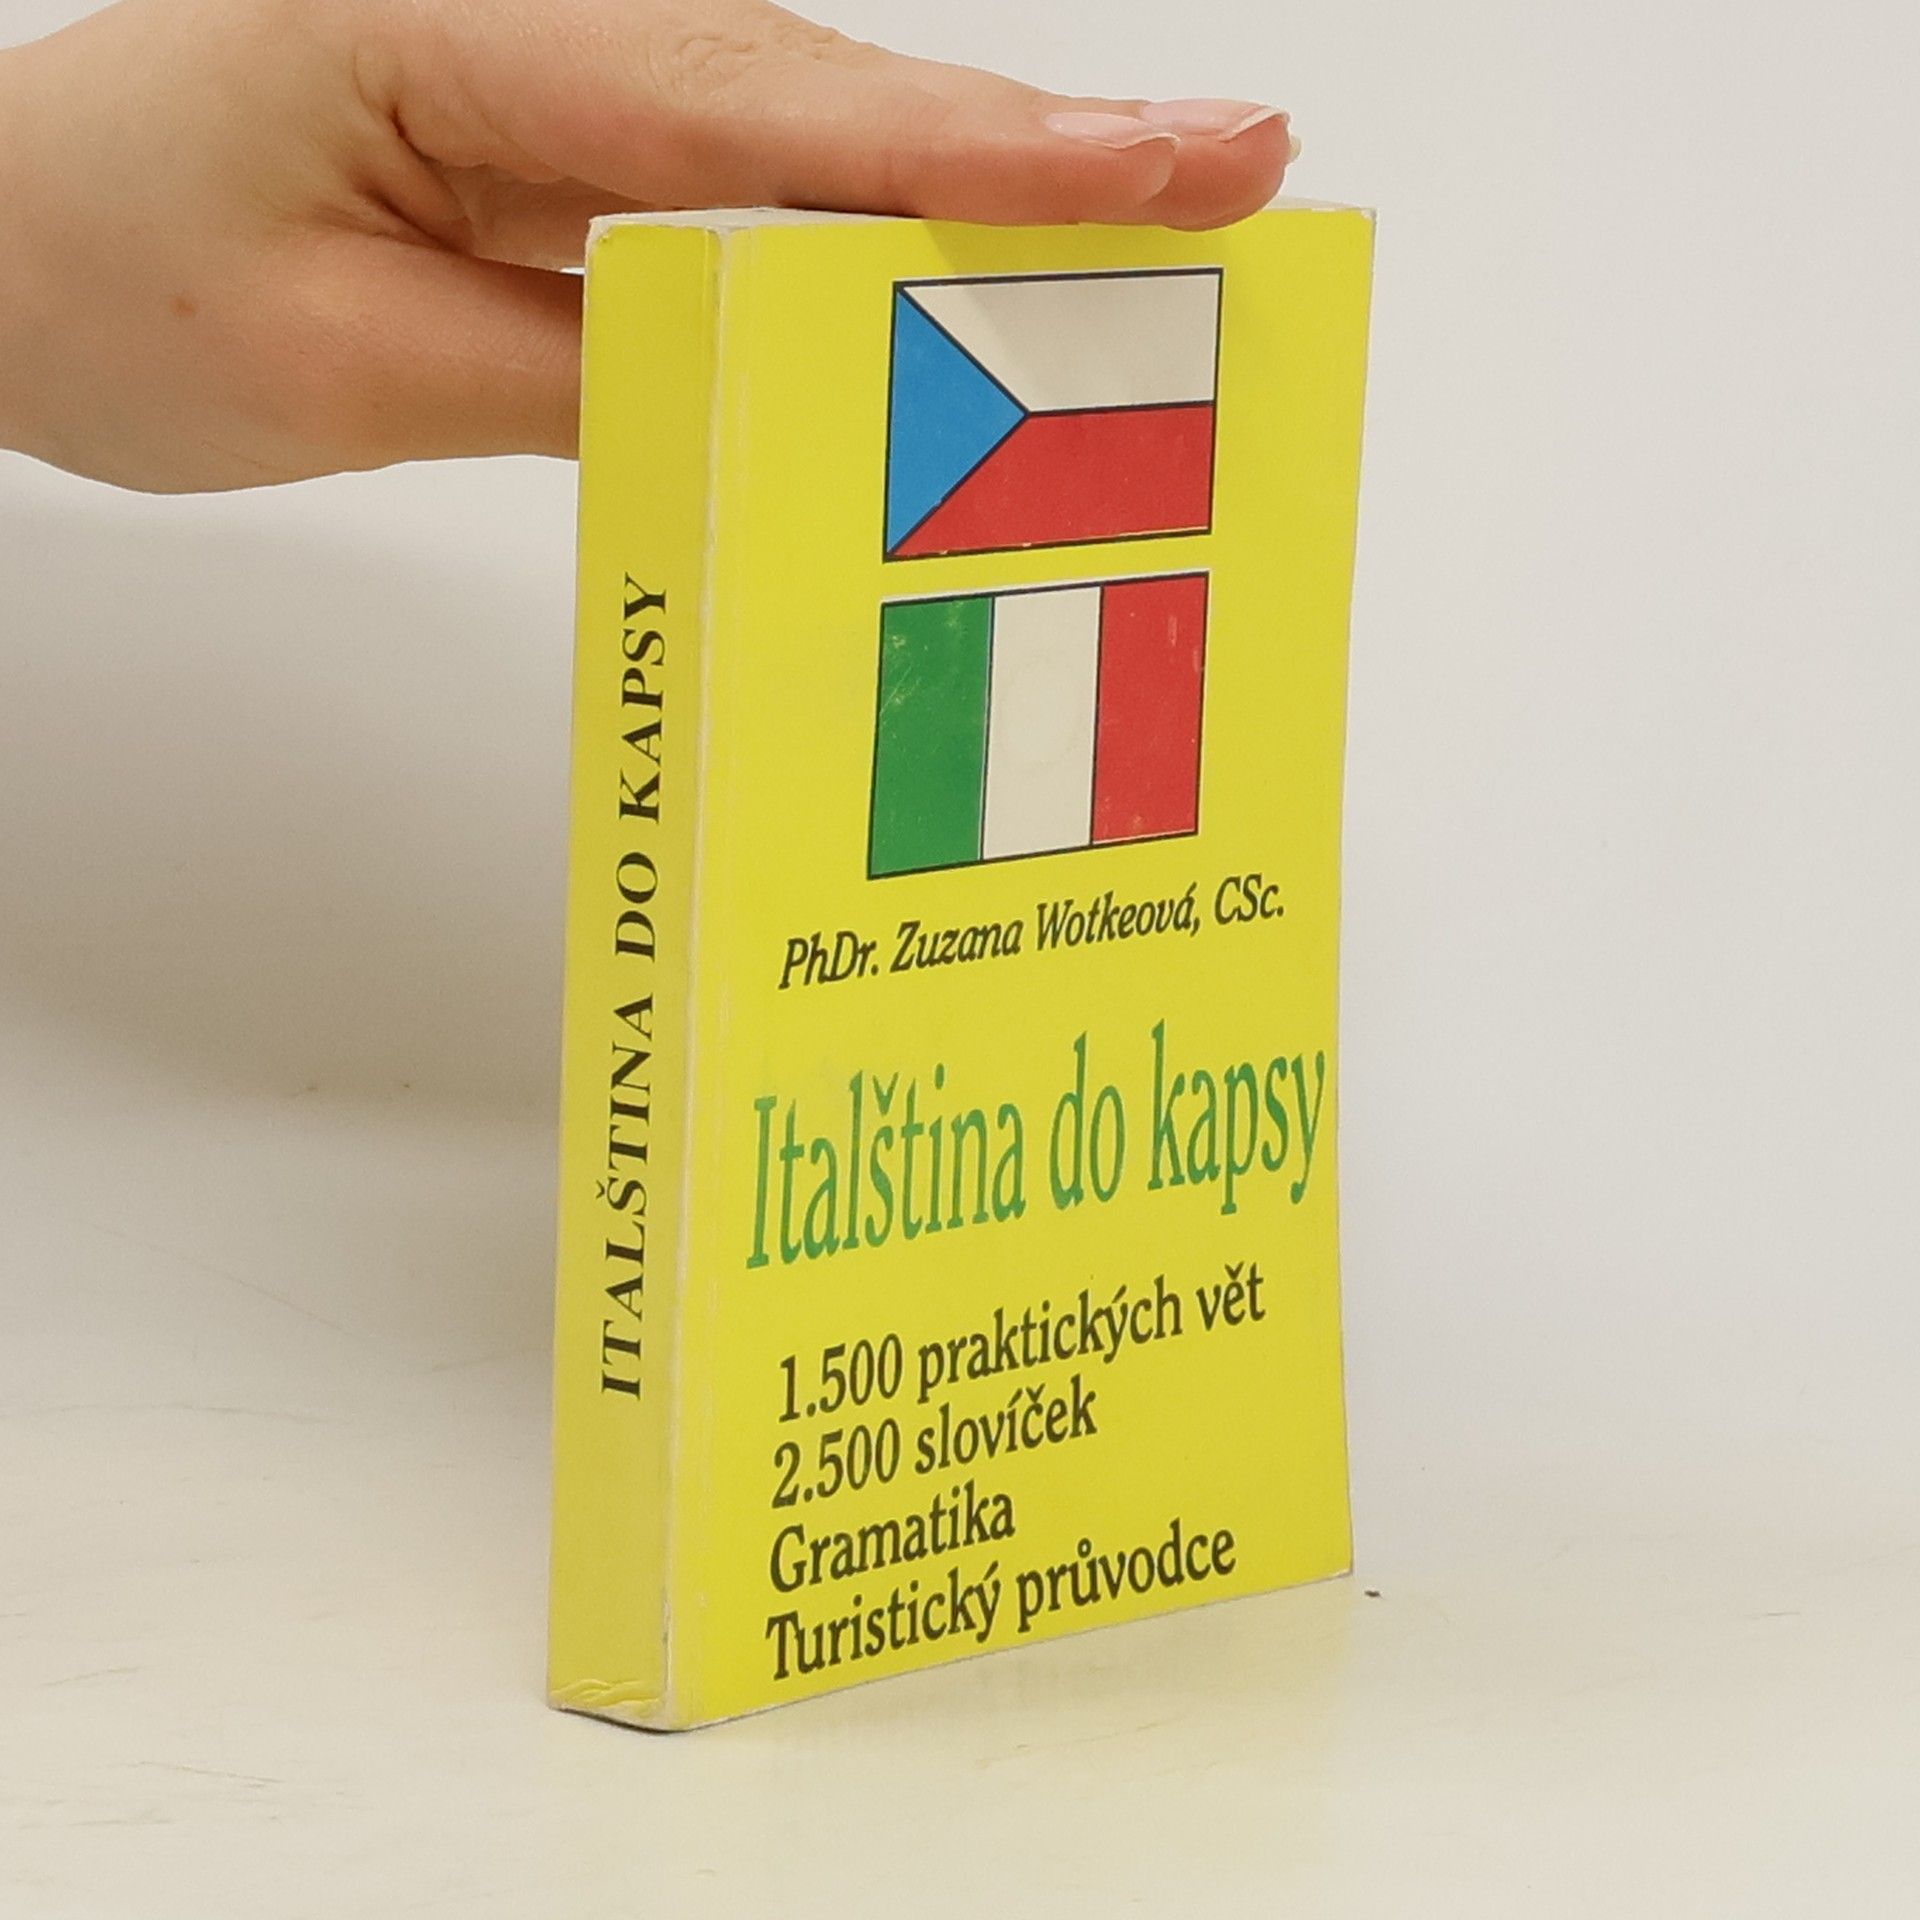 ITALŠTINA DO KAPSY
PhDr. Zuzana Wotkeová, CSc.
Italština do kapsy
1.500 praktických vět
2.500 slovíček
Gramatika
Turistický průvodce